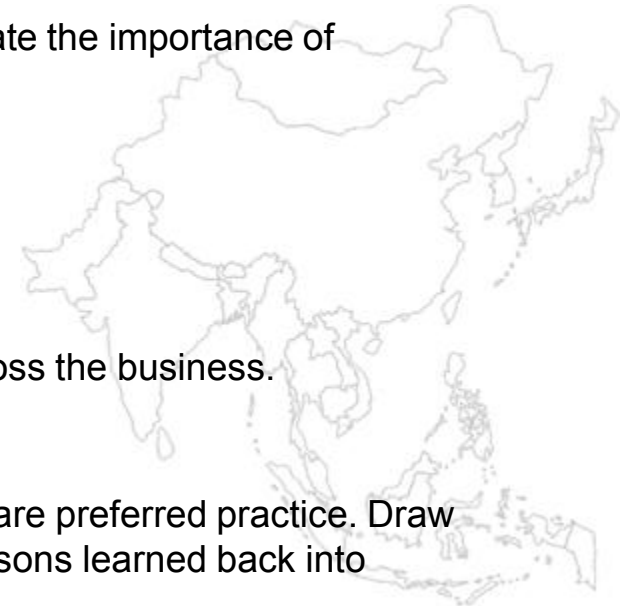 ate the importance of
oss the business.
are preferred practice. Draw
sons learned back into